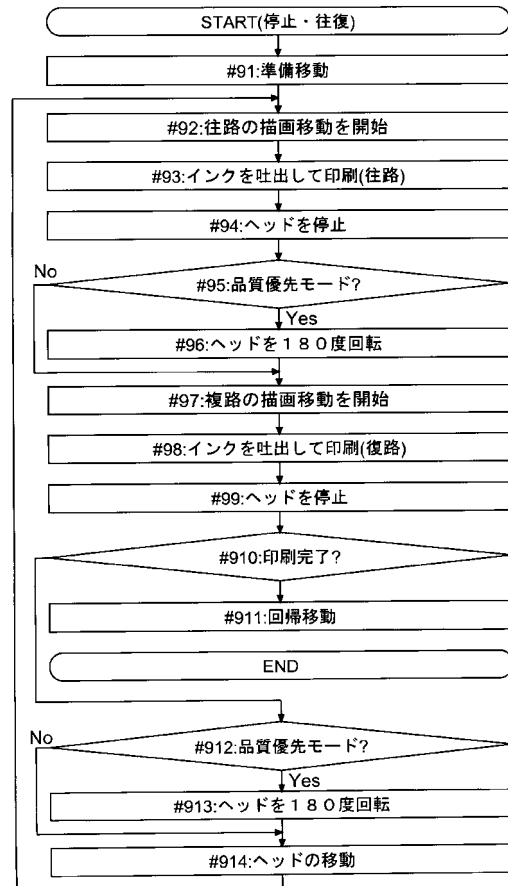 START(停止・往復)
#91:準備移動
#92:往路の描画移動を開始
#93:インクを吐出して印刷(往路)
#94:ヘッドを停止
No
#95:品質優先モード?
Yes
#96:ヘッドを180度回転
#97:複路の描画移動を開始
#98:インクを吐出して印刷(復路)
#99:ヘッドを停止
#910:印刷完了?
#911:回帰移動
END
No
#912:品質優先モード?
Yes
#913:ヘッドを180度回転
#914:ヘッドの移動